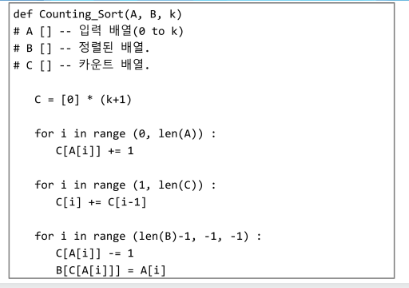 def Counting_Sort(A, B, k)
# A [] -- 입력 배열(0 to k)
# B [] -- 정렬된 배열.
# C [] -- 카운트 배열.
C = [0] * (k+1)
for i in range (0, len(A)) :
C[A[i]] += 1
for i in range (1, len(C)) :
C[i] += C[i-1]
for i in range (len(B)-1, -1, -1) :
C[A[i]] -= 1
B[C[A[i]]] = A[i]